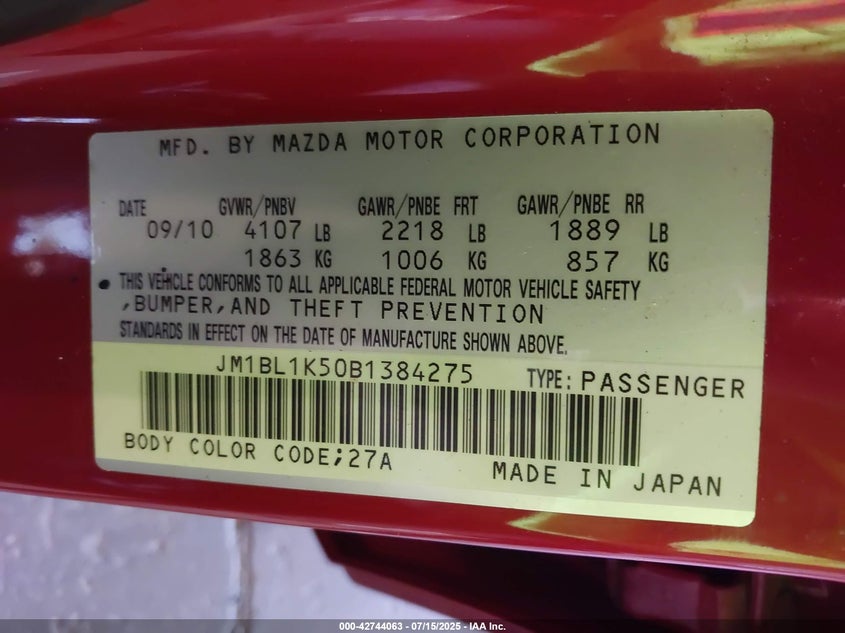 MFD. BY MAZDA MOTOR CORPORATION
DATE GVWR/PNBV GAWR/PNBE FRT GAWR/PNBE RR
09/10 4107 LB 2218 LB 1889 LB
1863 KG 1006 KG 857 KG
• THIS VEHICLE CONFORMS TO ALL APPLICABLE FEDERAL MOTOR VEHICLE SAFETY
,BUMPER,AND THEFT PREVENTION
STANDARDS IN EFFECT ON THE DATE OF MANUFACTURE SHOWN ABOVE.
JM1BL1K50B1384275 TYPE: PASSENGER
BODY COLOR CODE;27A
MADE IN JAPAN
000-42744063 - 07/15/2025 - IAA Inc.